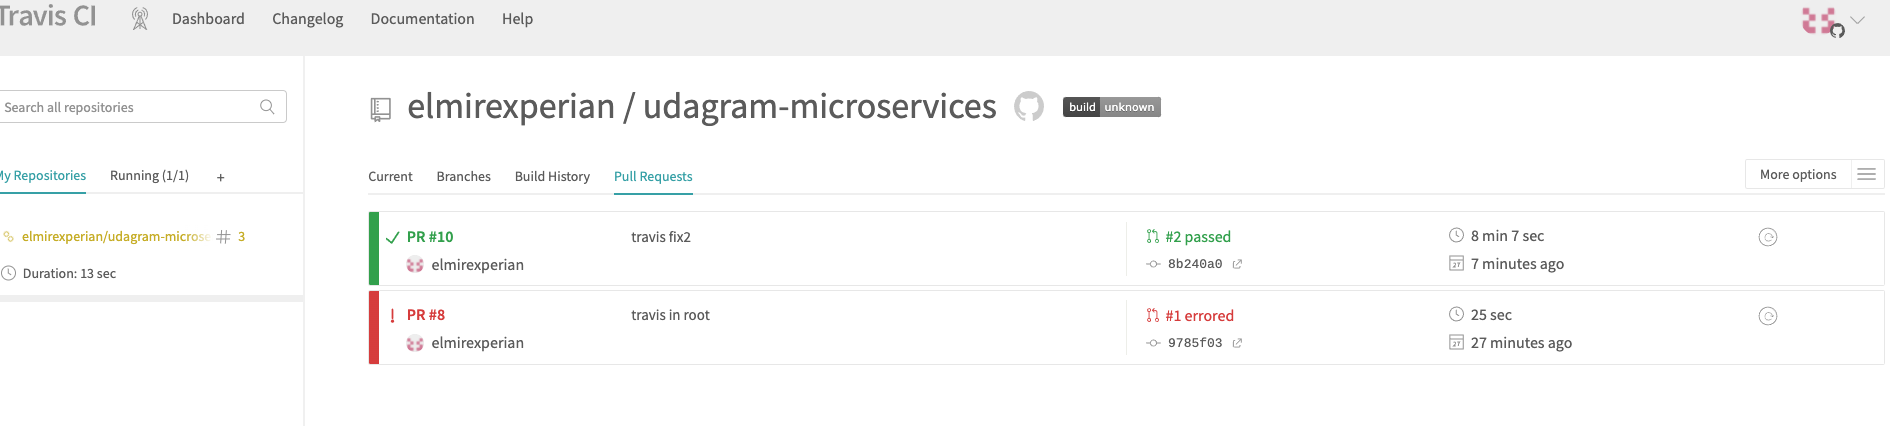 Travis CI
Dashboard
Changelog
Documentation
Help
Search all repositories
My Repositories
Running (1/1)
+
elmirexperian/udagram-microse
# 3
Duration: 13 sec
elmirexperian / udagram-microservices
build unknown
Current
Branches
Build History
Pull Requests
More options
PR #10
travis fix2
#2 passed
8 min 7 sec
elmirexperian
8b240a0
27
7 minutes ago
! PR #8
travis in root
#1 errored
25 sec
elmirexperian
9785f03
27
27 minutes ago